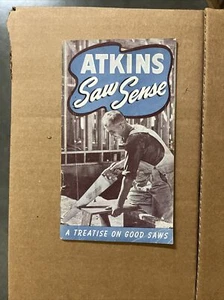 ATKINS
Saw Sense
A TREATISE ON GOOD SAWS